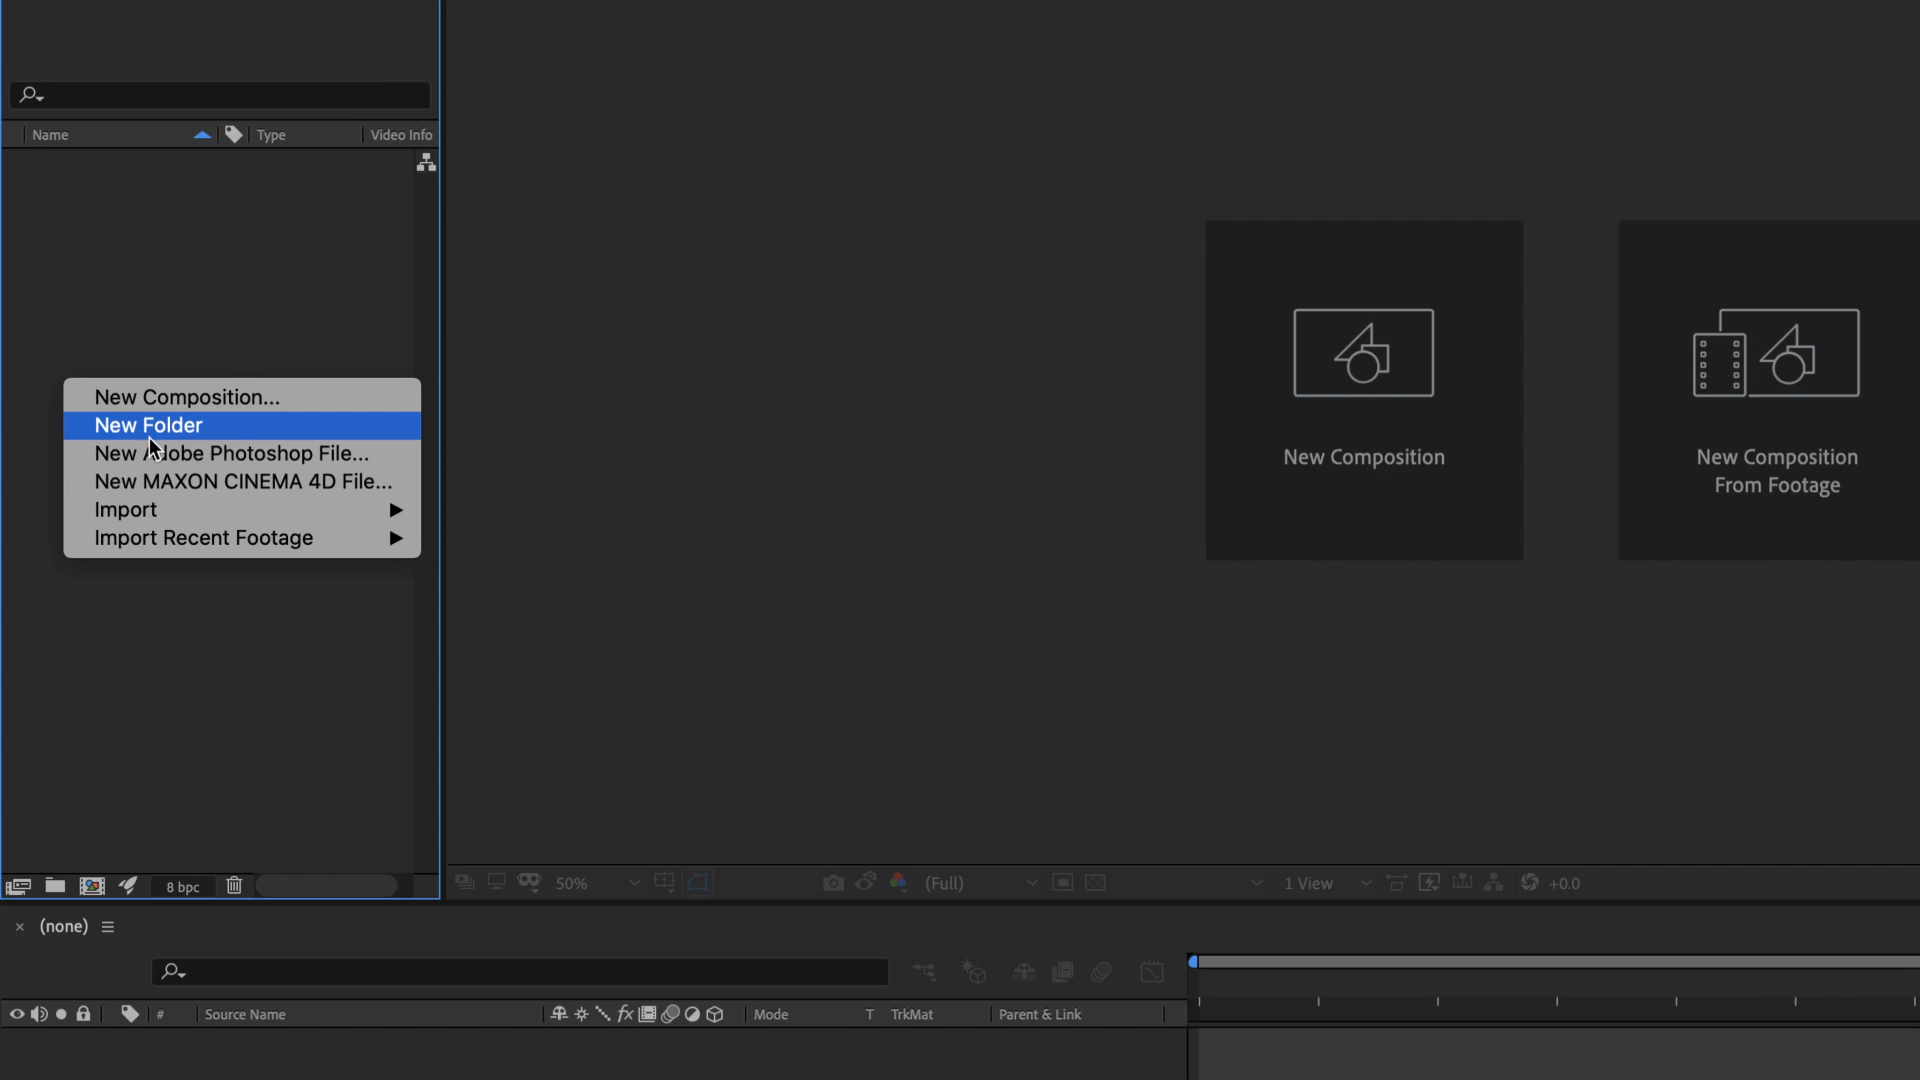 Name
Type
Video Info
New Composition...
New Folder
New Adobe Photoshop File...
New MAXON CINEMA 4D File...
Import
Import Recent Footage
New Composition
New Composition
From Footage
8 bpc
50%
(Full)
1 View
+0.0
(none)
#
Source Name
fx
Mode
T
TrkMat
Parent & Link